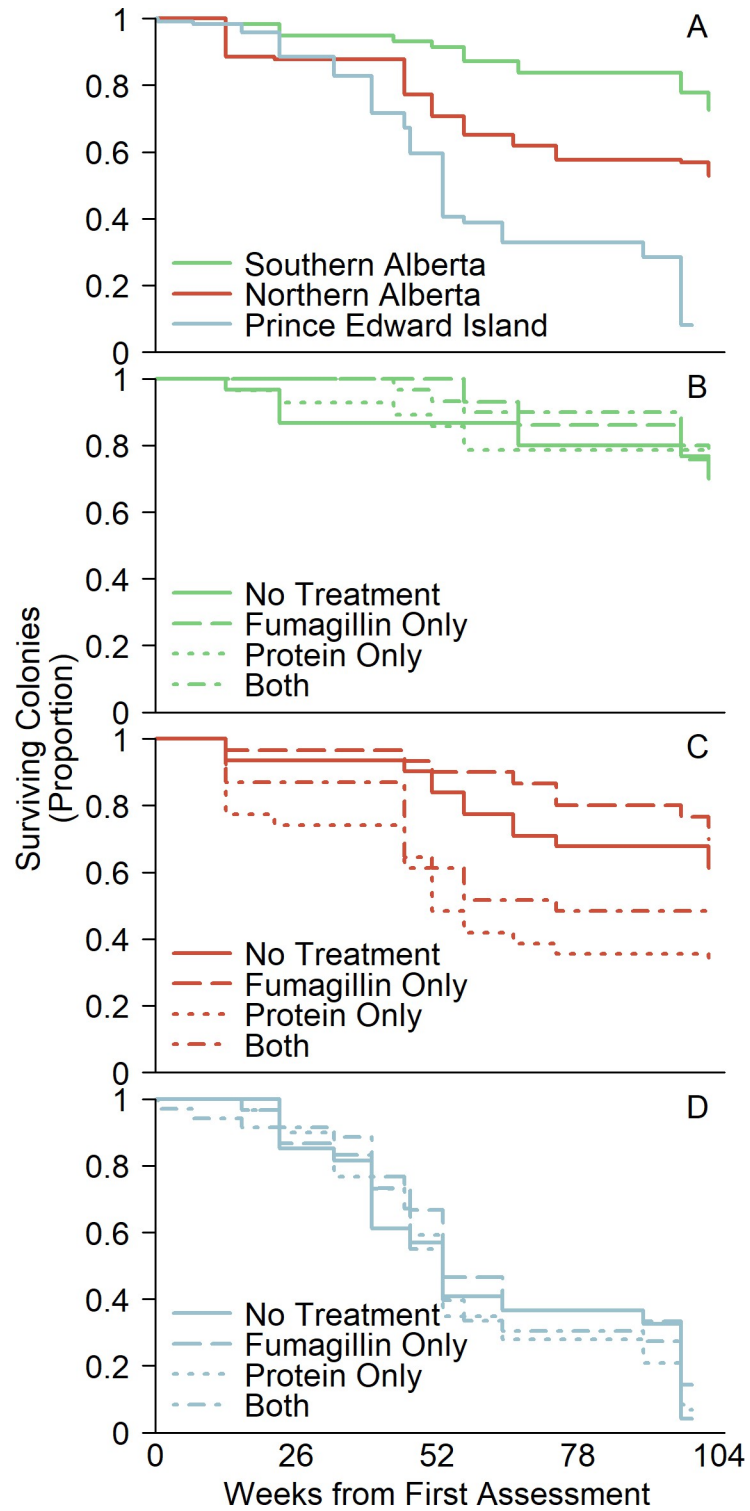 1
A
0.8
0.6
0.4
0.2
0
Southern Alberta
Northern Alberta
Prince Edward Island
1
B
0.8
0.6
0.4
0.2
0
No Treatment
Fumagillin Only
Protein Only
Both
Surviving Colonies
(Proportion)
1
C
0.8
0.6
0.4
0.2
0
No Treatment
Fumagillin Only
Protein Only
Both
1
D
0.8
0.6
0.4
0.2
0
No Treatment
Fumagillin Only
Protein Only
Both
0 26 52 78 104
Weeks from First Assessment